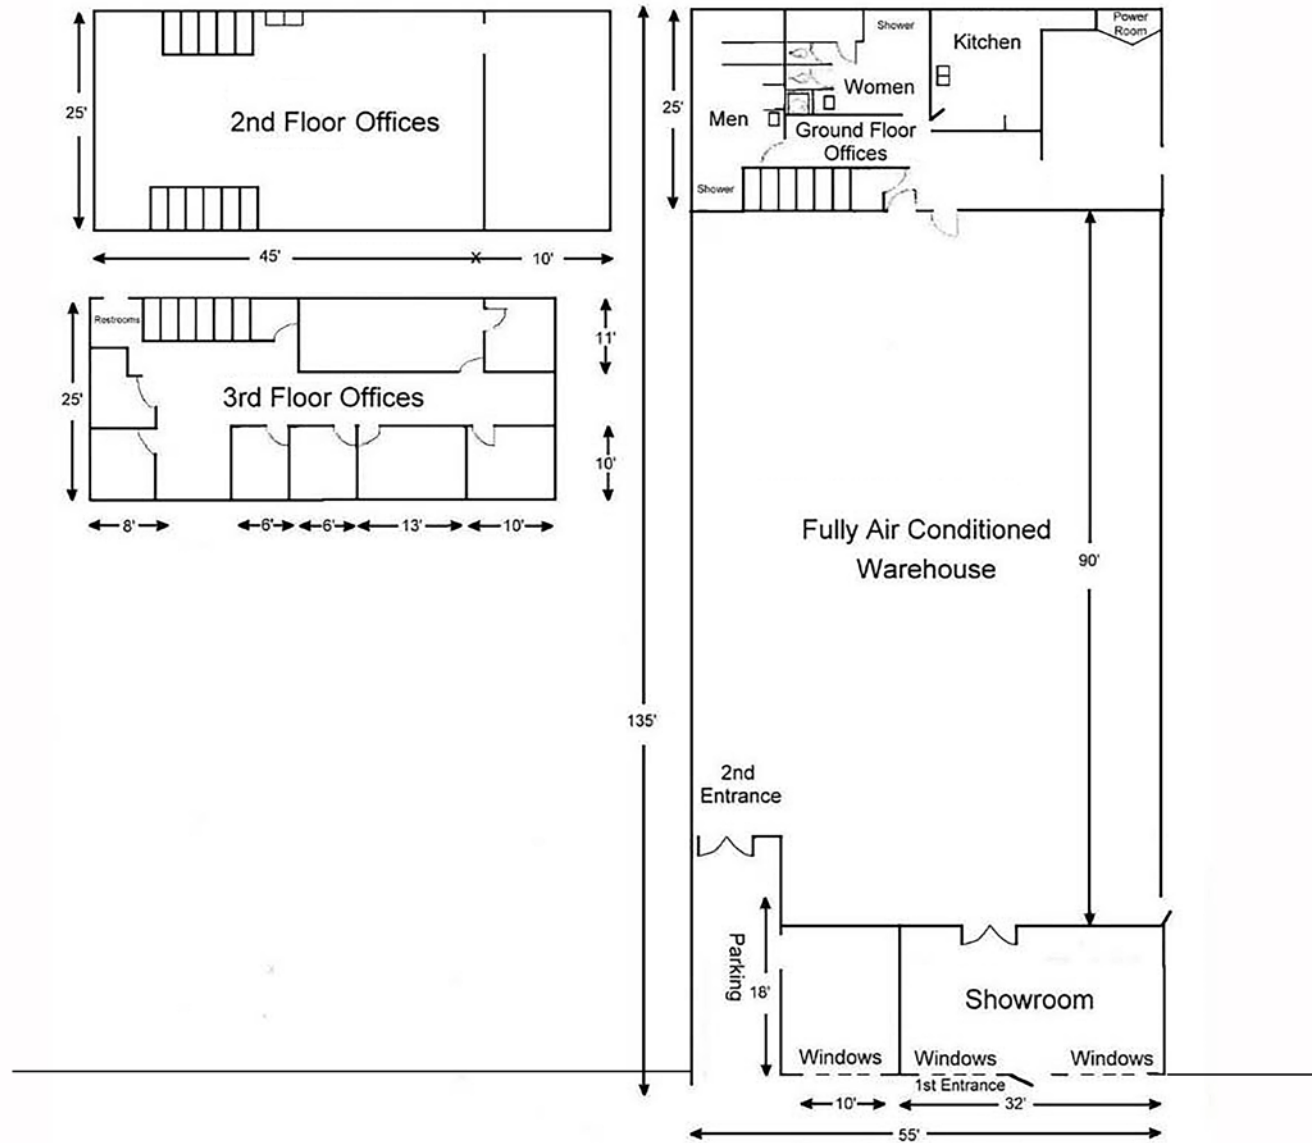 25'
2nd Floor Offices
45'
x
10'
Restrooms
11'
25'
3rd Floor Offices
10'
8'
6'
6'
13'
10'
135'
25'
Shower
Kitchen
Power
Room
Women
Men
Ground Floor
Offices
Shower
Fully Air Conditioned
Warehouse
90'
2nd
Entrance
Parking
18'
Showroom
Windows
Windows
Windows
1st Entrance
10'
32'
55'